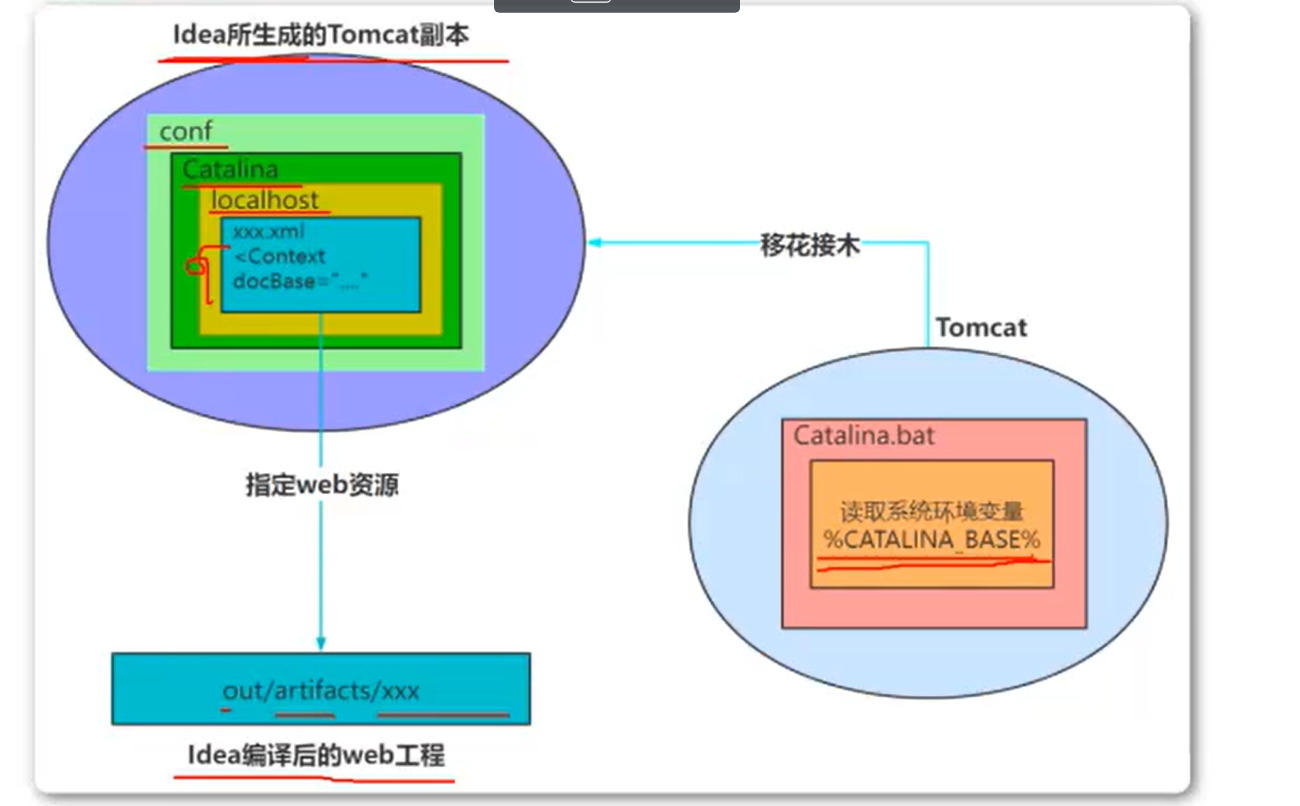 Idea所生成的Tomcat副本
conf
Catalina
localhost
xxx.xml
<Context
docBase="...."
移花接木
Tomcat
Catalina.bat
读取系统环境变量
%CATALINA_BASE%
指定web资源
out/artifacts/xxx
Idea编译后的web工程